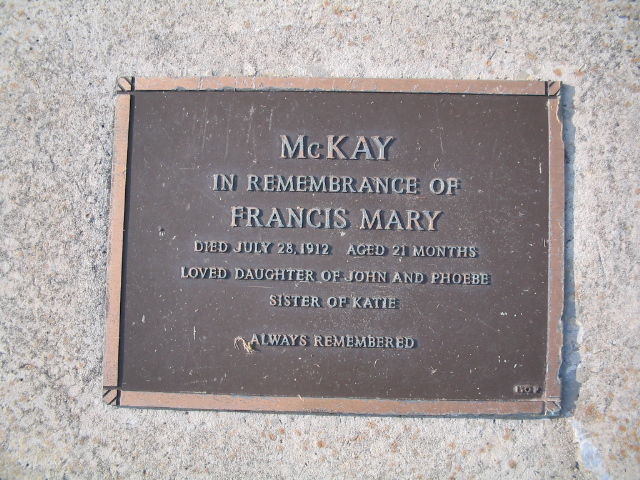 McKAY
IN REMEMBRANCE OF
FRANCIS MARY
DIED JULY 28, 1912 AGED 21 MONTHS
LOVED DAUGHTER OF JOHN AND PHOEBE
SISTER OF KATIE
ALWAYS REMEMBERED